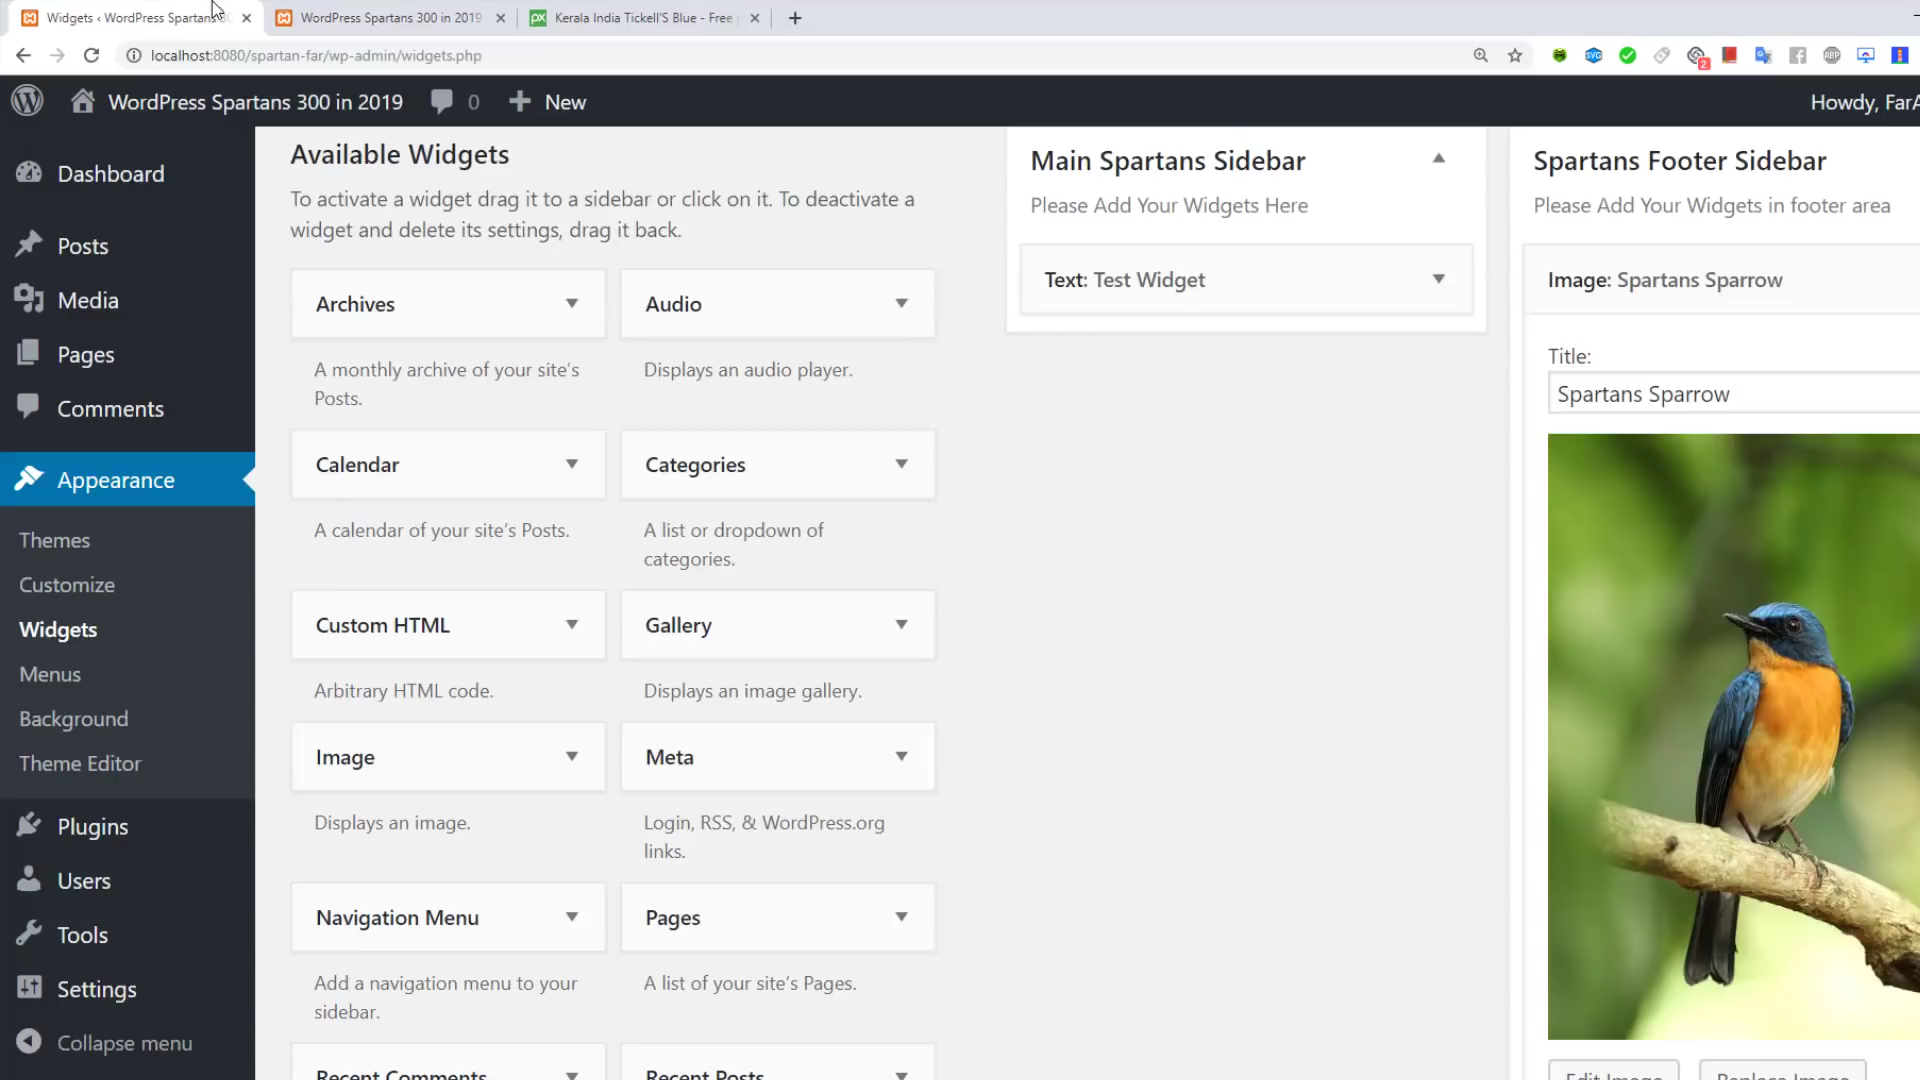 Widgets ‹ WordPress Spartans
WordPress Spartans 300 in 2019
Kerala India Tickell'S Blue - Free
localhost:8080/spartan-far/wp-admin/widgets.php
SVG
2
ABP
WordPress Spartans 300 in 2019
0
New
Howdy, FarA
Dashboard
Posts
Media
Pages
Comments
Appearance
Themes
Customize
Widgets
Menus
Background
Theme Editor
Plugins
Users
Tools
Settings
Collapse menu
Available Widgets
To activate a widget drag it to a sidebar or click on it. To deactivate a
widget and delete its settings, drag it back.
Archives
A monthly archive of your site's
Posts.
Audio
Displays an audio player.
Calendar
A calendar of your site's Posts.
Categories
A list or dropdown of
categories.
Custom HTML
Arbitrary HTML code.
Gallery
Displays an image gallery.
Image
Displays an image.
Meta
Login, RSS, & WordPress.org
links.
Navigation Menu
Add a navigation menu to your
sidebar.
Pages
A list of your site's Pages.
Recent Comments
Recent Posts
Main Spartans Sidebar
Please Add Your Widgets Here
Text: Test Widget
Spartans Footer Sidebar
Please Add Your Widgets in footer area
Image: Spartans Sparrow
Title:
Spartans Sparrow
Edit Image
Replace Image